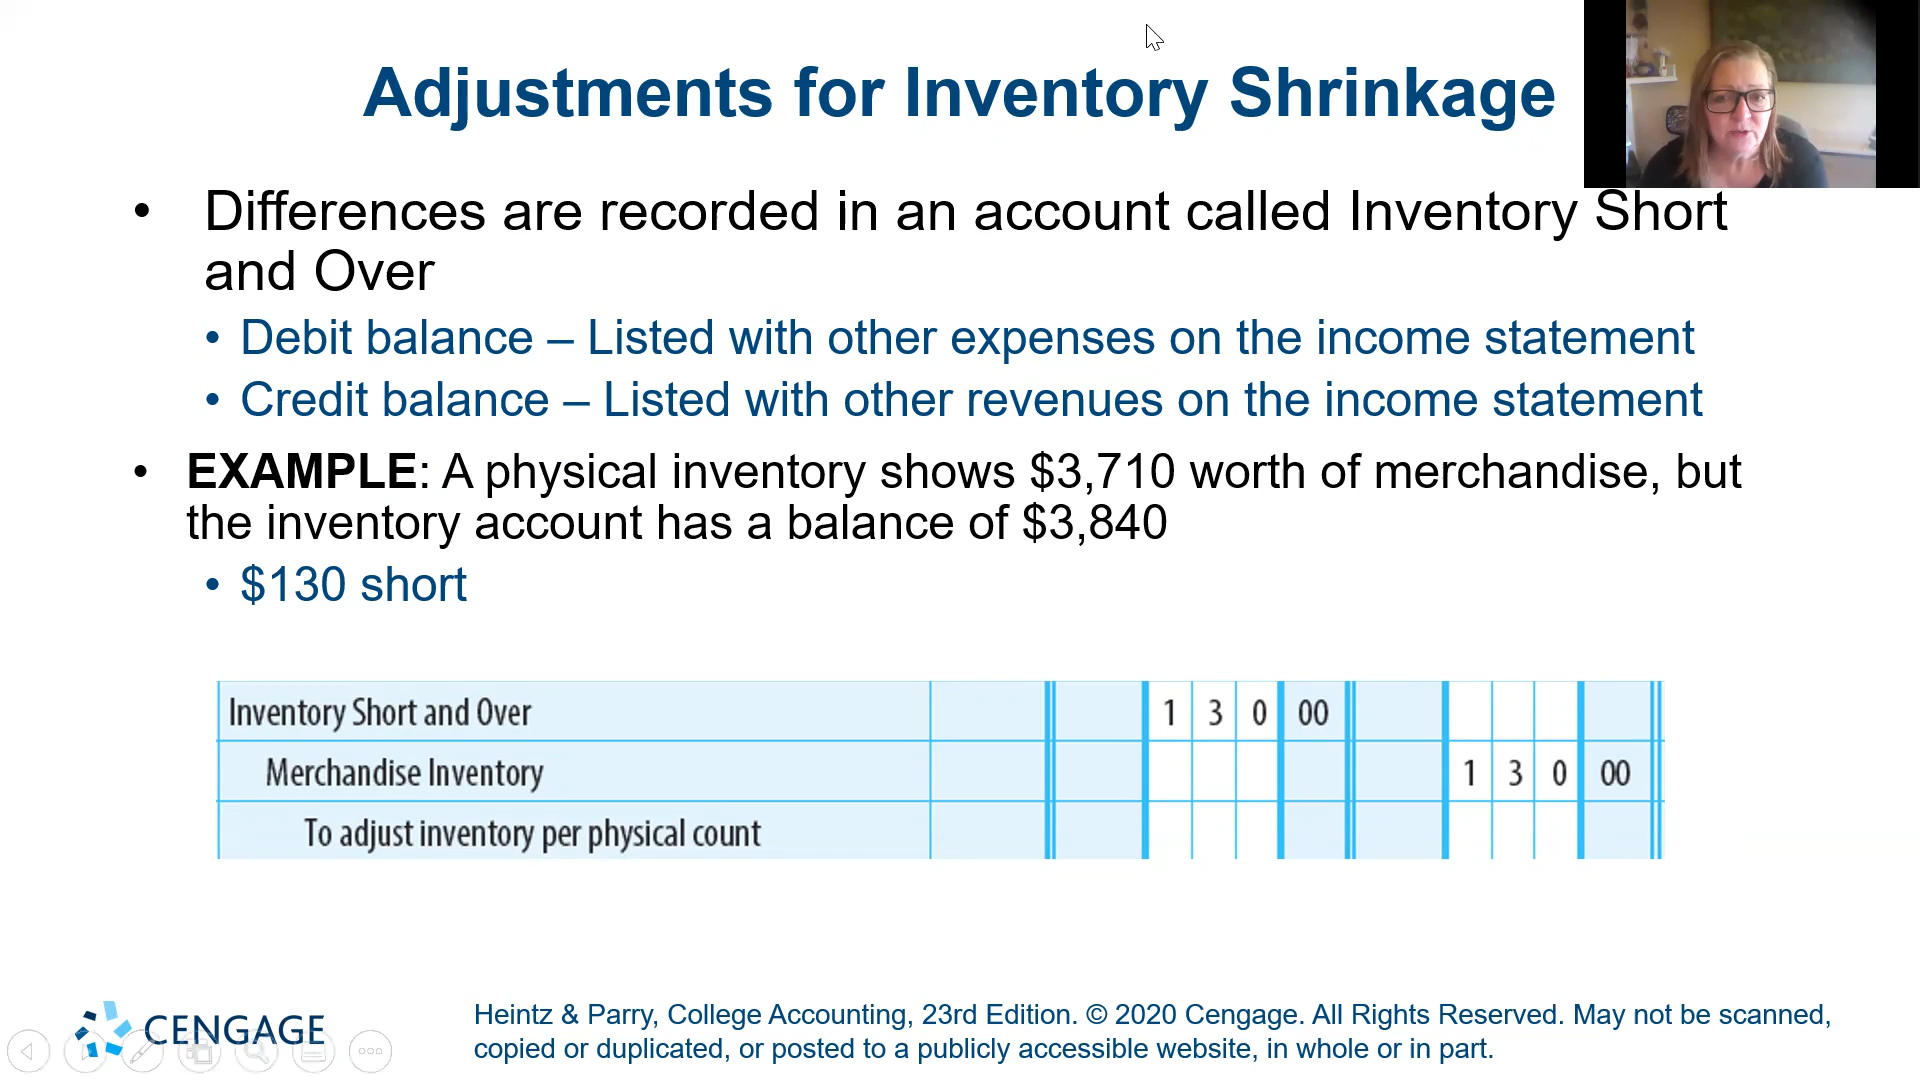 Adjustments for Inventory Shrinkage
• Differences are recorded in an account called Inventory Short
and Over
• Debit balance – Listed with other expenses on the income statement
• Credit balance – Listed with other revenues on the income statement
• EXAMPLE: A physical inventory shows $3,710 worth of merchandise, but
the inventory account has a balance of $3,840
• $130 short
Inventory Short and Over 1 3 0 00
Merchandise Inventory 1 3 0 00
To adjust inventory per physical count
CENGAGE
Heintz & Parry, College Accounting, 23rd Edition. © 2020 Cengage. All Rights Reserved. May not be scanned,
copied or duplicated, or posted to a publicly accessible website, in whole or in part.